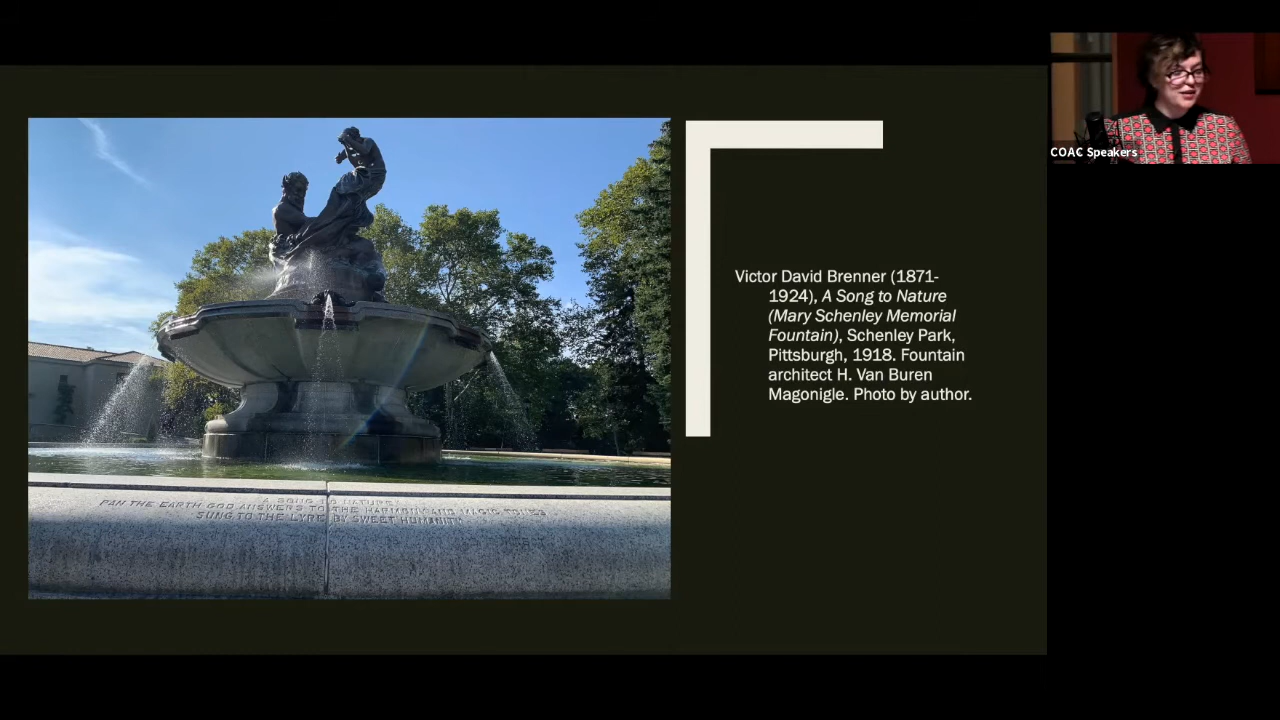 COAC Speakers
Victor David Brenner (1871-
1924), A Song to Nature
(Mary Schenley Memorial
Fountain), Schenley Park,
Pittsburgh, 1918. Fountain
architect H. Van Buren
Magonigle. Photo by author.
A SONG TO NATURE
PAN THE EARTH GOD ANSWERS TO THE HARMONY AND MAGIC TONES
SUNG TO THE LYRE BY SWEET HUMANITY